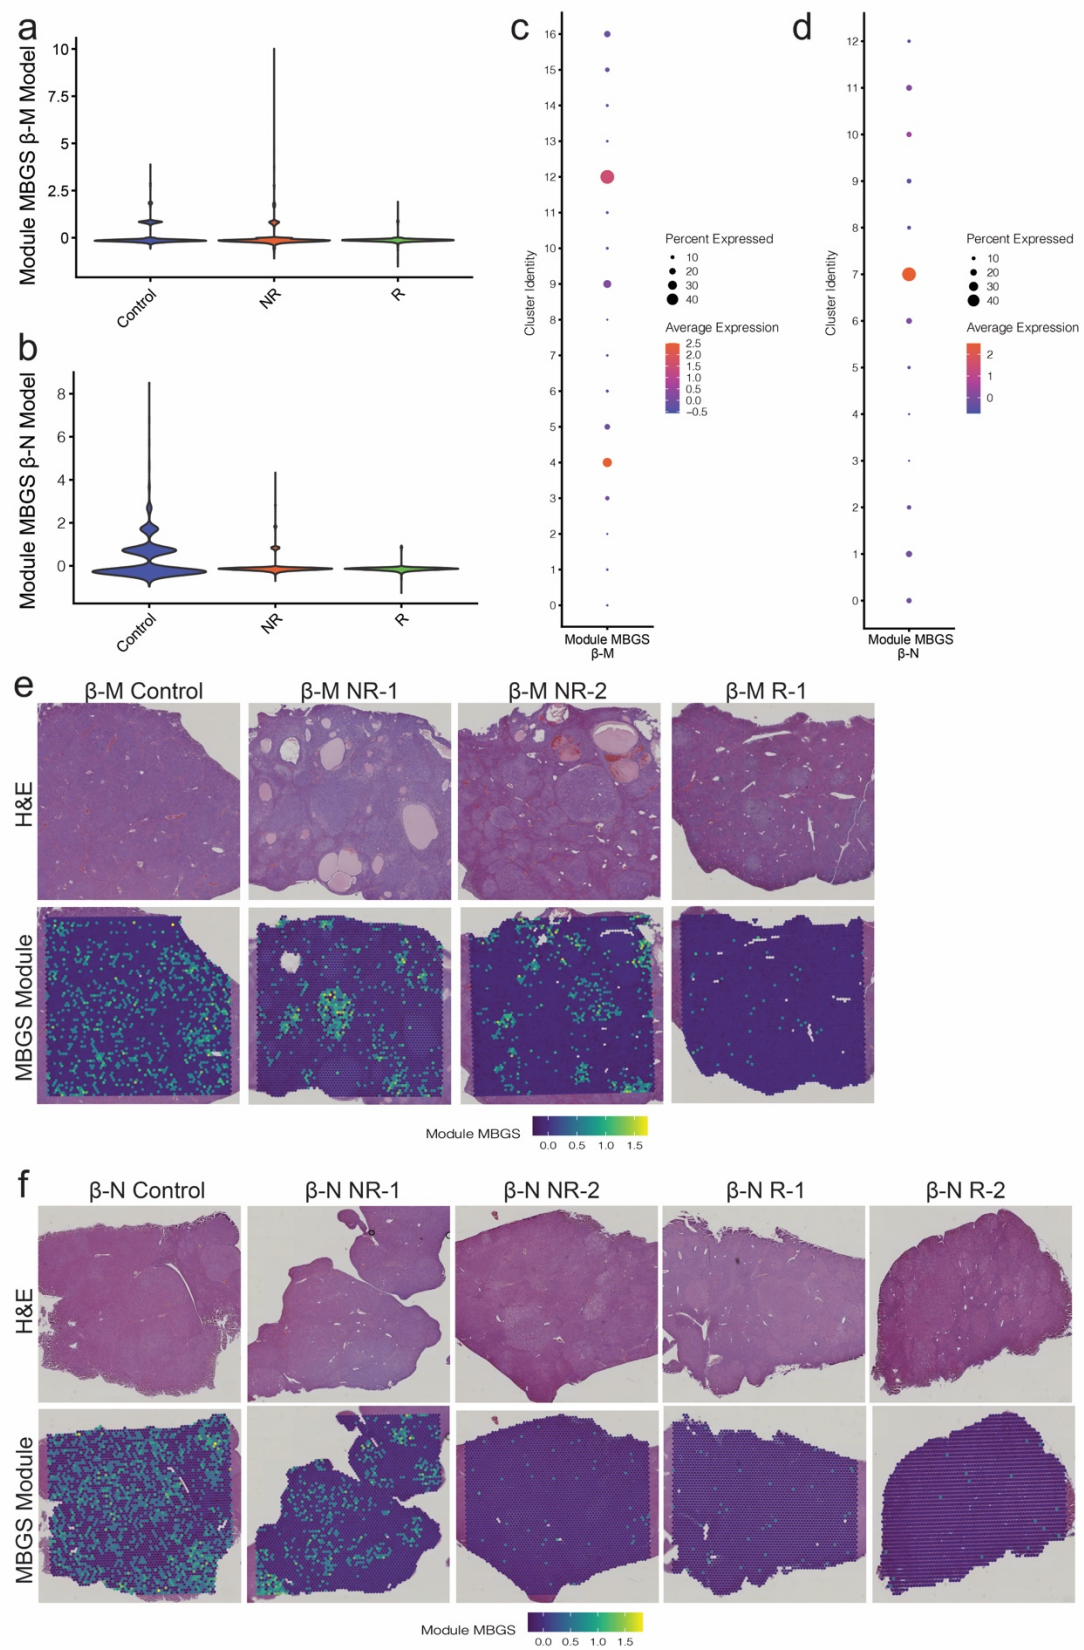 a
Module MBGS β-M Model
10
7.5
5
2.5
0
Control
NR
R
b
Module MBGS β-N Model
8
6
4
2
0
Control
NR
R
c
Cluster Identity
16
15
14
13
12
11
10
9
8
7
6
5
4
3
2
1
0
Module MBGS
β-M
Percent Expressed
10
20
30
40
Average Expression
2.5
2.0
1.5
1.0
0.5
0.0
−0.5
d
Cluster Identity
12
11
10
9
8
7
6
5
4
3
2
1
0
Module MBGS
β-N
Percent Expressed
10
20
30
40
Average Expression
2
1
0
e
β-M Control
β-M NR-1
β-M NR-2
β-M R-1
H&E
MBGS Module
Module MBGS
0.0 0.5 1.0 1.5
f
β-N Control
β-N NR-1
β-N NR-2
β-N R-1
β-N R-2
H&E
MBGS Module
Module MBGS
0.0 0.5 1.0 1.5